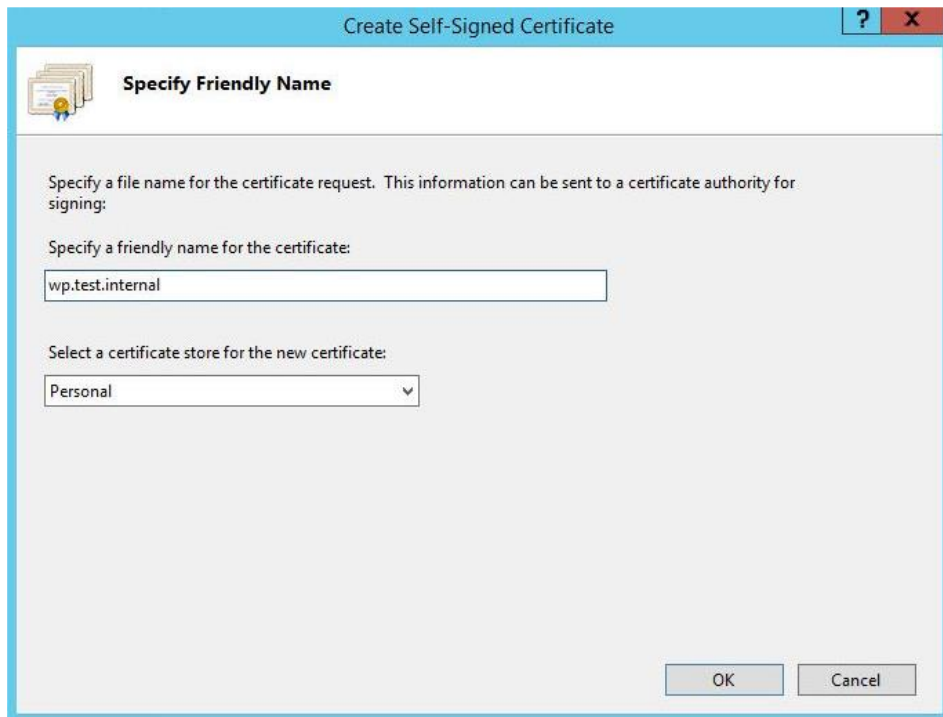 Create Self-Signed Certificate
? X
Specify Friendly Name
Specify a file name for the certificate request.  This information can be sent to a certificate authority for
signing:
Specify a friendly name for the certificate:
wp.test.internal
Select a certificate store for the new certificate:
Personal
OK Cancel